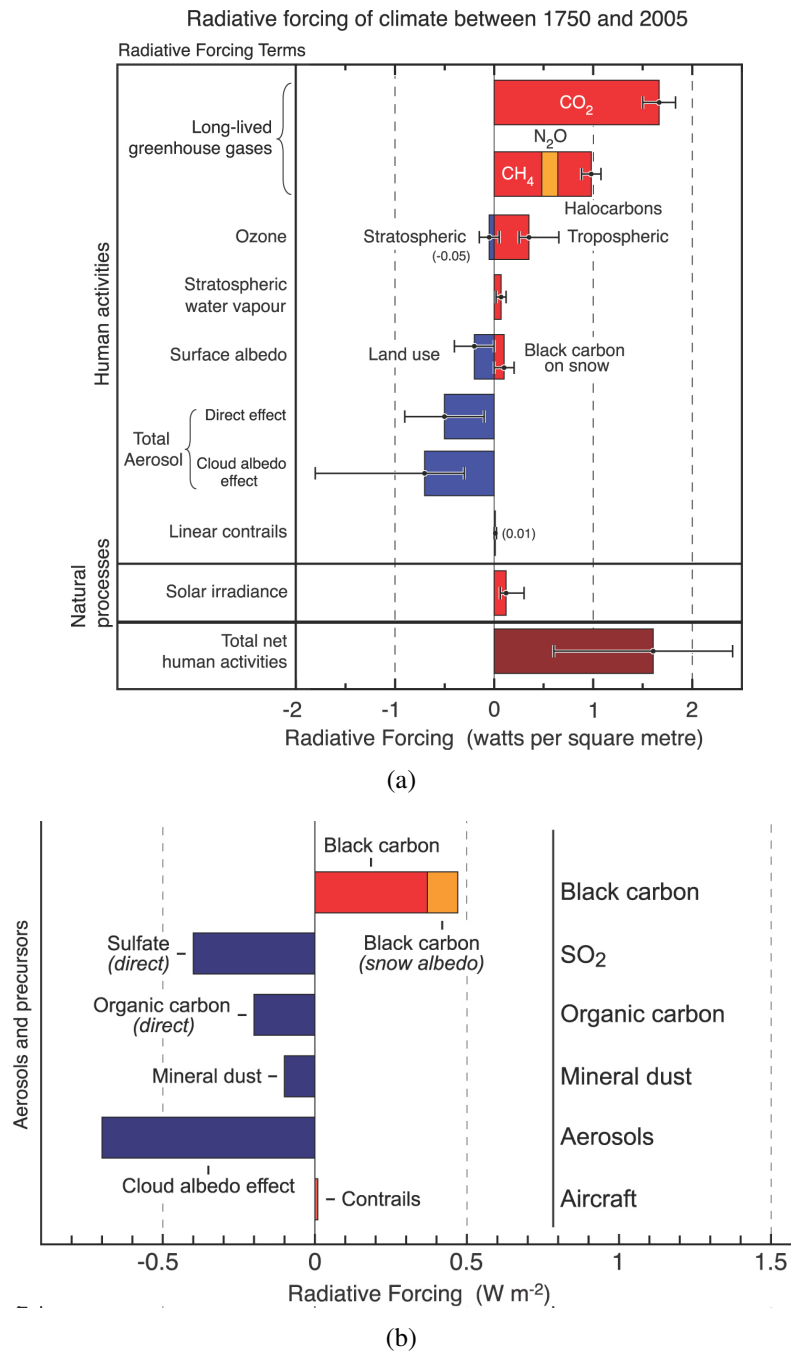 Radiative forcing of climate between 1750 and 2005
Radiative Forcing Terms
Human activities
Long-lived
greenhouse gases
CO2
N2O
CH4
Halocarbons
Ozone
Stratospheric
(-0.05)
Tropospheric
Stratospheric
water vapour
Surface albedo
Land use
Black carbon
on snow
Total
Aerosol
Direct effect
Cloud albedo
effect
Linear contrails
(0.01)
Natural
processes
Solar irradiance
Total net
human activities
-2 -1 0 1 2
Radiative Forcing (watts per square metre)
(a)
Aerosols and precursors
Black carbon
Black carbon
Black carbon
(snow albedo)
Sulfate
(direct)
SO2
Organic carbon
(direct)
Organic carbon
Mineral dust
Mineral dust
Aerosols
Cloud albedo effect
Contrails
Aircraft
-0.5 0 0.5 1 1.5
Radiative Forcing (W m-2)
(b)